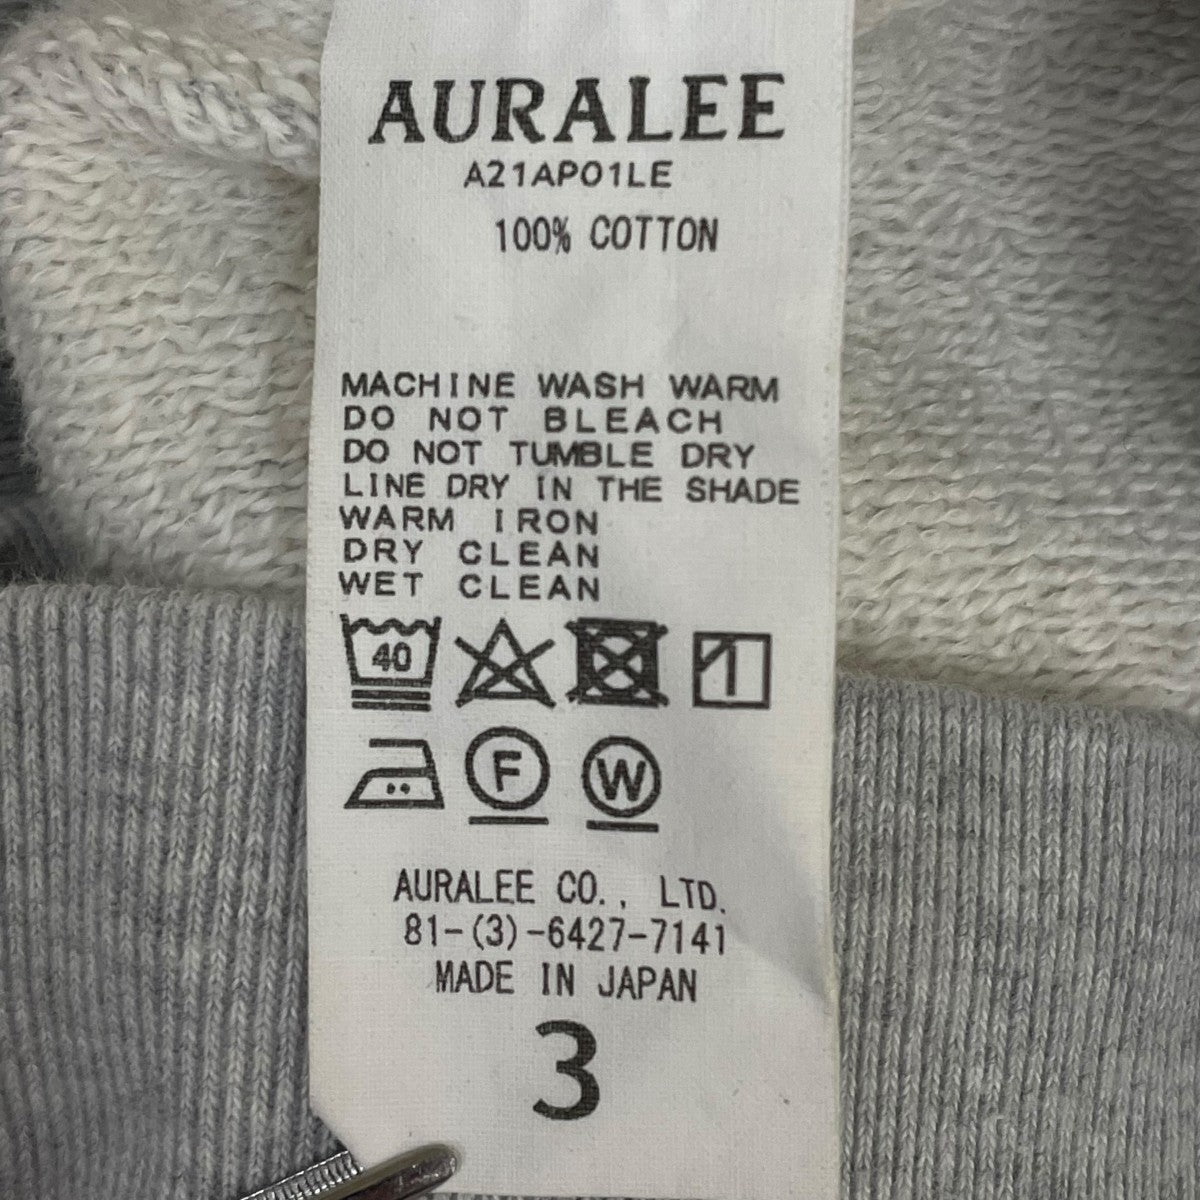 AURALEE
A21AP01LE
100% COTTON
MACHINE WASH WARM
DO NOT BLEACH
DO NOT TUMBLE DRY
LINE DRY IN THE SHADE
WARM IRON
DRY CLEAN
WET CLEAN
40
F W
AURALEE CO., LTD.
81-(3)-6427-7141
MADE IN JAPAN
3